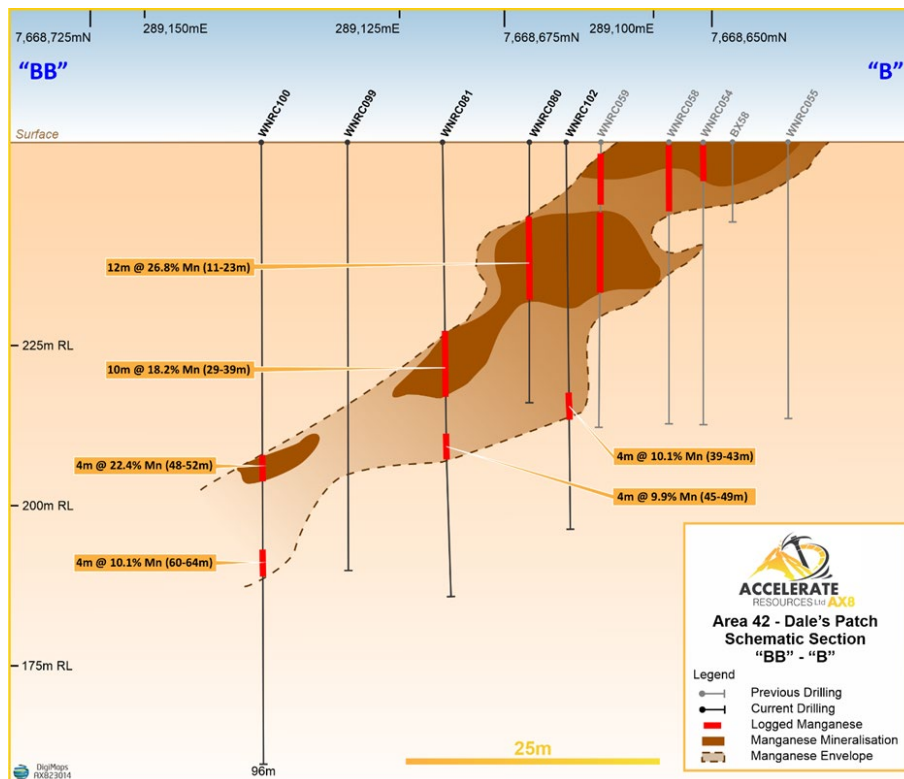 7,668,725mN
289,150mE
289,125mE
7,668,675mN
289,100mE
7,668,650mN
“BB”
“B”
WNRC100
WNRC099
WNRC081
WNRC080
WNRC102
WNRC059
WNRC058
WNRC054
BX58
WNRC055
Surface
12m @ 26.8% Mn (11-23m)
225m RL
10m @ 18.2% Mn (29-39m)
4m @ 22.4% Mn (48-52m)
4m @ 10.1% Mn (39-43m)
4m @ 9.9% Mn (45-49m)
200m RL
4m @ 10.1% Mn (60-64m)
175m RL
ACCELERATE
RESOURCES Ltd AX8
Area 42 - Dale’s Patch
Schematic Section
“BB” - “B”
Legend
Previous Drilling
Current Drilling
Logged Manganese
Manganese Mineralisation
Manganese Envelope
25m
96m
DigiMaps
AX823014